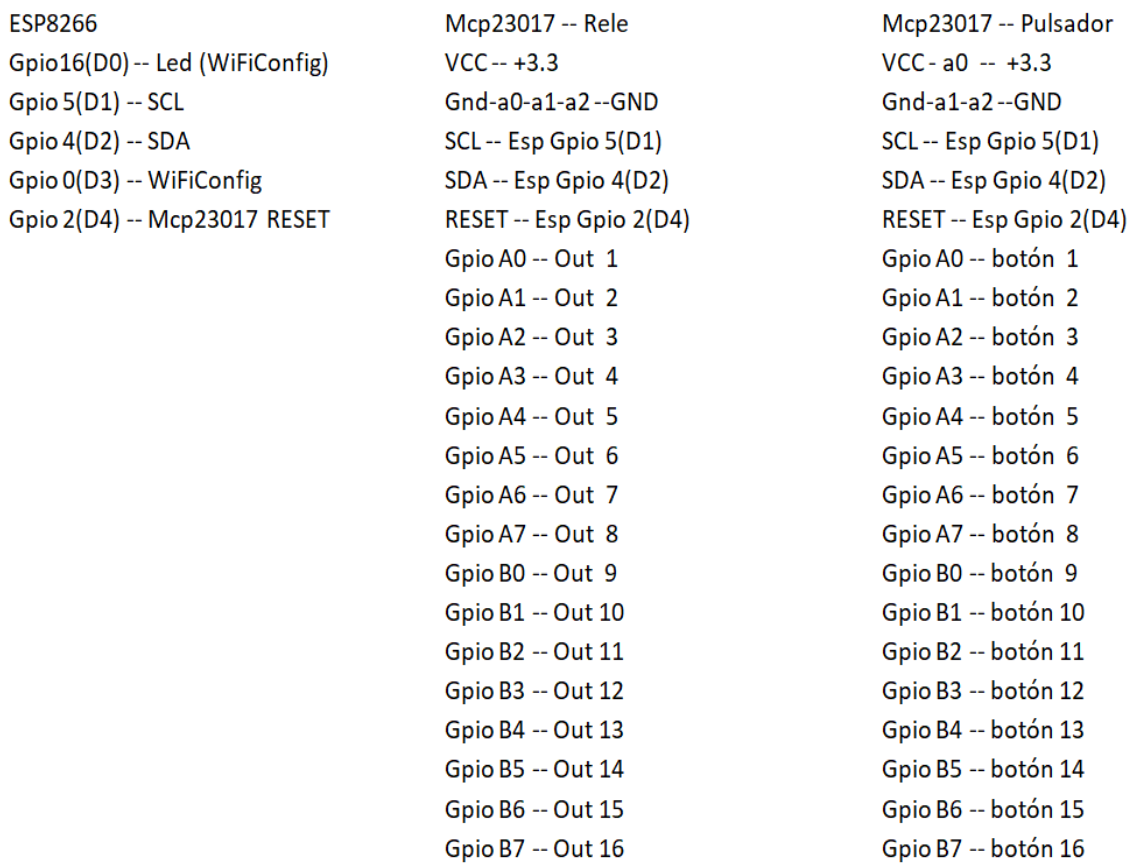 ESP8266
Gpio16(D0) -- Led (WiFiConfig)
Gpio 5(D1) -- SCL
Gpio 4(D2) -- SDA
Gpio 0(D3) -- WiFiConfig
Gpio 2(D4) -- Mcp23017 RESET
Mcp23017 -- Rele
VCC -- +3.3
Gnd-a0-a1-a2 --GND
SCL -- Esp Gpio 5(D1)
SDA -- Esp Gpio 4(D2)
RESET -- Esp Gpio 2(D4)
Gpio A0 -- Out 1
Gpio A1 -- Out 2
Gpio A2 -- Out 3
Gpio A3 -- Out 4
Gpio A4 -- Out 5
Gpio A5 -- Out 6
Gpio A6 -- Out 7
Gpio A7 -- Out 8
Gpio B0 -- Out 9
Gpio B1 -- Out 10
Gpio B2 -- Out 11
Gpio B3 -- Out 12
Gpio B4 -- Out 13
Gpio B5 -- Out 14
Gpio B6 -- Out 15
Gpio B7 -- Out 16
Mcp23017 -- Pulsador
VCC - a0 -- +3.3
Gnd-a1-a2 --GND
SCL -- Esp Gpio 5(D1)
SDA -- Esp Gpio 4(D2)
RESET -- Esp Gpio 2(D4)
Gpio A0 -- botón 1
Gpio A1 -- botón 2
Gpio A2 -- botón 3
Gpio A3 -- botón 4
Gpio A4 -- botón 5
Gpio A5 -- botón 6
Gpio A6 -- botón 7
Gpio A7 -- botón 8
Gpio B0 -- botón 9
Gpio B1 -- botón 10
Gpio B2 -- botón 11
Gpio B3 -- botón 12
Gpio B4 -- botón 13
Gpio B5 -- botón 14
Gpio B6 -- botón 15
Gpio B7 -- botón 16